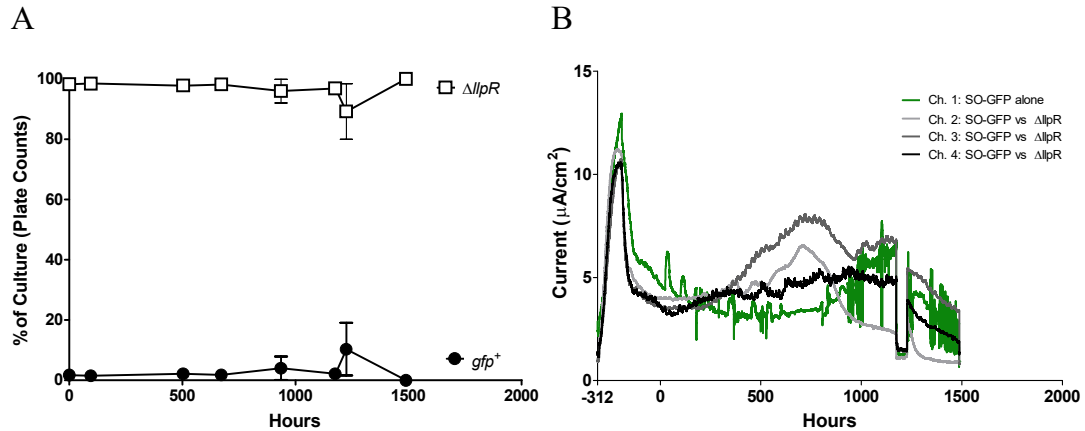 A
% of Culture (Plate Counts)
100
80
60
40
20
0
ΔllpR
gfp+
0
500
1000
1500
2000
Hours
B
Current (µA/cm²)
15
10
5
0
Ch. 1: SO-GFP alone
Ch. 2: SO-GFP vs ΔllpR
Ch. 3: SO-GFP vs ΔllpR
Ch. 4: SO-GFP vs ΔllpR
-312
0
500
1000
1500
2000
Hours